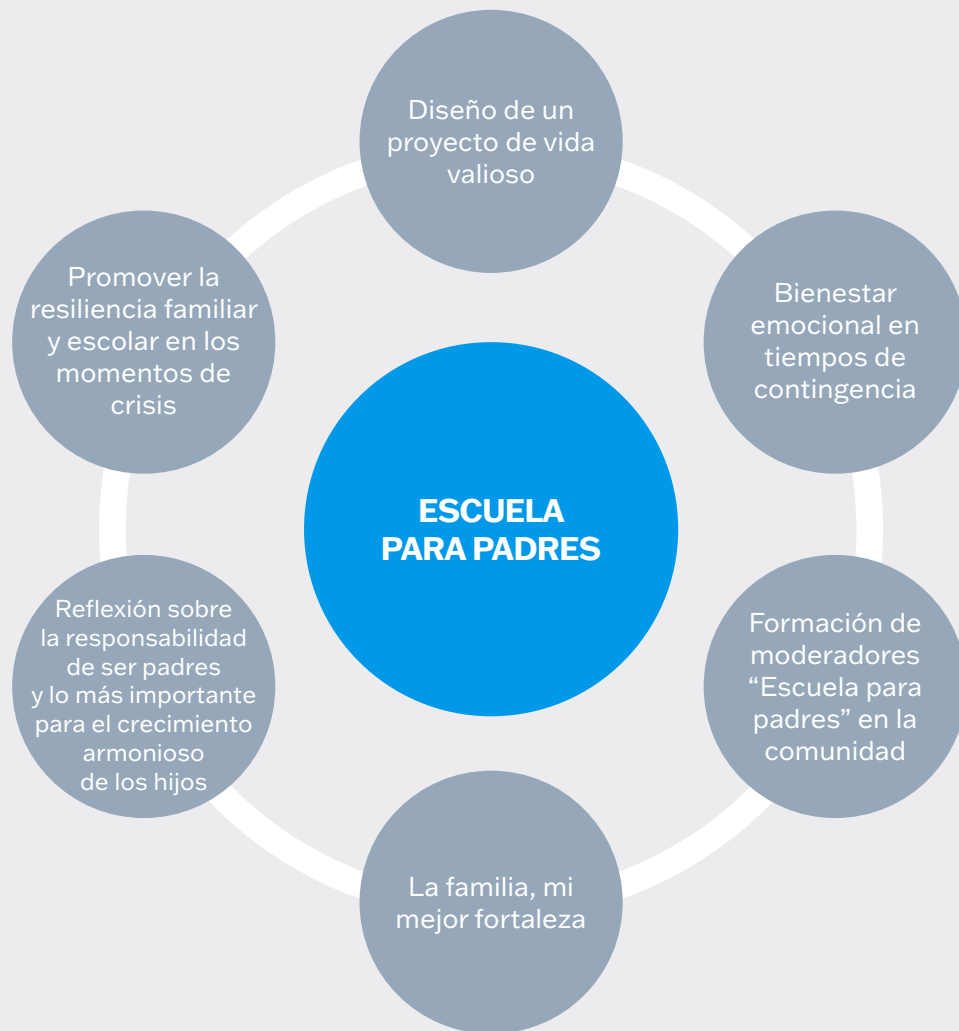 Diseño de un
proyecto de vida
valioso
Bienestar
emocional en
tiempos de
contingencia
Formación de
moderadores
“Escuela para
padres” en la
comunidad
La familia, mi
mejor fortaleza
Reflexión sobre
la responsabilidad
de ser padres
y lo más importante
para el crecimiento
armonioso
de los hijos
Promover la
resiliencia familiar
y escolar en los
momentos de
crisis
ESCUELA
PARA PADRES